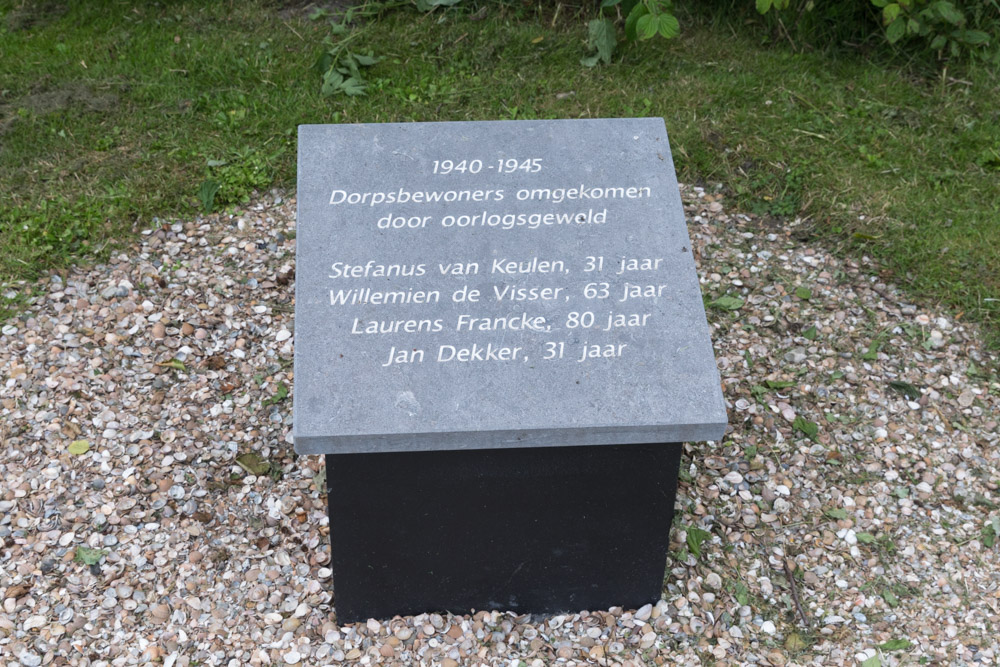 1940-1945
Dorpsbewoners omgekomen
door oorlogsgeweld
Stefanus van Keulen, 31 jaar
Willemien de Visser, 63 jaar
Laurens Francke, 80 jaar
Jan Dekker, 31 jaar